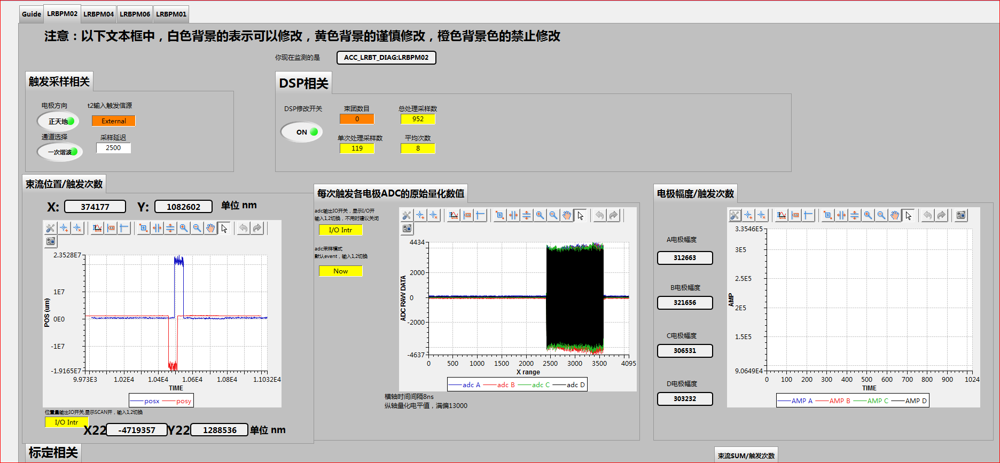 Guide LRBPM02 LRBPM04 LRBPM06 LRBPM01
注意：以下文本框中，白色背景的表示可以修改，黄色背景的谨慎修改，橙色背景色的禁止修改
你现在监测的是 ACC_LRBT_DIAG:LRBPM02
触发采样相关
电极方向 t2输入触发信源
正天地 External
通道选择 采样延迟
一次谐波 2500
DSP相关
DSP修改开关 束团数目 总处理采样数
ON 0 952
单次处理采样数 平均次数
119 8
束流位置/触发次数
X: 374177 Y: 1082602 单位 nm
2.3528E7
1E7
0E0
-1E7
-1.9165E7
POS (um)
9.973E3 1.02E4 1.04E4 1.06E4 1.08E4 1.1032E4
TIME
posx posy
位置量输出IO开关,显示SCAN开，输入1,2切换
I/O Intr
X22 -4719357 Y22 1288536 单位 nm
每次触发各电极ADC的原始量化数值
adc输出IO开关，显示I/O开
输入1,2切换，不用时建议关闭
I/O Intr
adc采样模式
默认event，输入1,2切换
Now
4434
2000
0
-2000
-4637
ADC RAW DATA
0 500 1000 1500 2000 2500 3000 3500 4095
X range
adc A adc B adc C adc D
横轴时间间隔8ns
纵轴量化电平值，满偏13000
电极幅度/触发次数
A电极幅度
312663
B电极幅度
321656
C电极幅度
306531
D电极幅度
303232
3.3546E5
3E5
2.5E5
2E5
1.5E5
9.0649E4
AMP
0 100 200 300 400 500 600 700 800 900 1024
TIME
AMP A AMP B AMP C AMP D
标定相关
束流SUM/触发次数